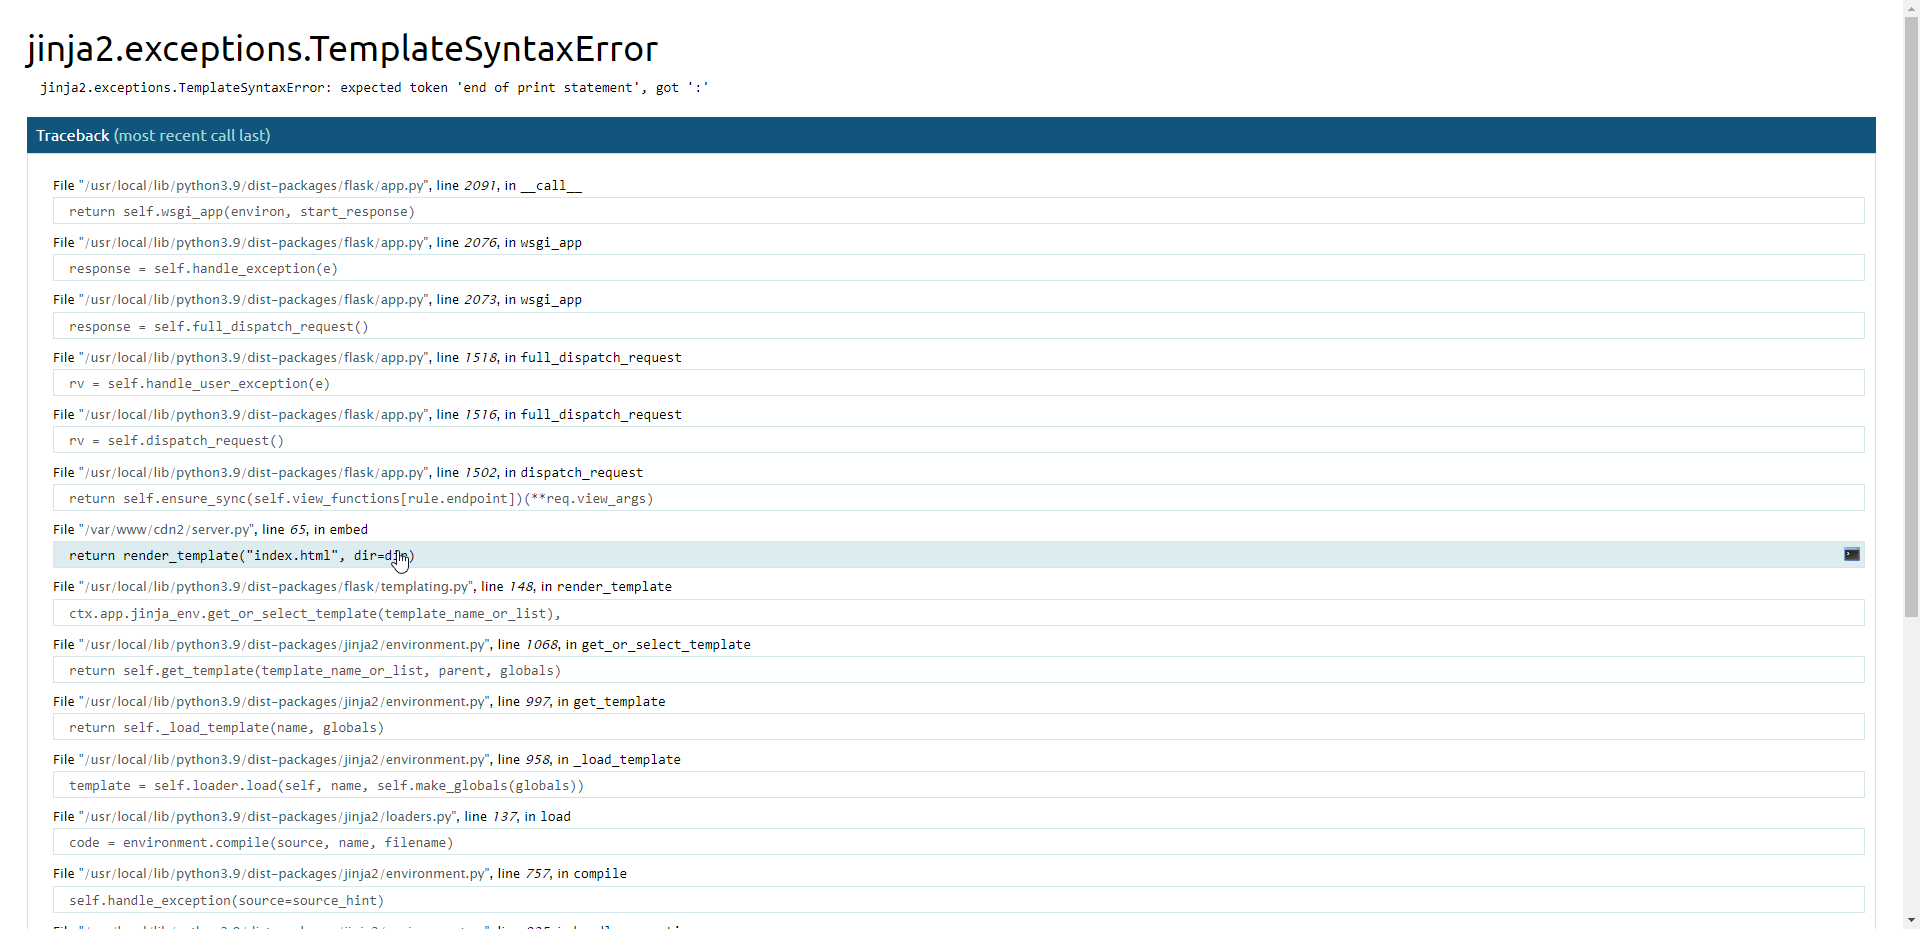 jinja2.exceptions.TemplateSyntaxError
jinja2.exceptions.TemplateSyntaxError: expected token 'end of print statement', got ':'
Traceback (most recent call last)
File "/usr/local/lib/python3.9/dist-packages/flask/app.py", line 2091, in __call__
return self.wsgi_app(environ, start_response)
File "/usr/local/lib/python3.9/dist-packages/flask/app.py", line 2076, in wsgi_app
response = self.handle_exception(e)
File "/usr/local/lib/python3.9/dist-packages/flask/app.py", line 2073, in wsgi_app
response = self.full_dispatch_request()
File "/usr/local/lib/python3.9/dist-packages/flask/app.py", line 1518, in full_dispatch_request
rv = self.handle_user_exception(e)
File "/usr/local/lib/python3.9/dist-packages/flask/app.py", line 1516, in full_dispatch_request
rv = self.dispatch_request()
File "/usr/local/lib/python3.9/dist-packages/flask/app.py", line 1502, in dispatch_request
return self.ensure_sync(self.view_functions[rule.endpoint])(**req.view_args)
File "/var/www/cdn2/server.py", line 65, in embed
return render_template("index.html", dir=dir)
File "/usr/local/lib/python3.9/dist-packages/flask/templating.py", line 148, in render_template
ctx.app.jinja_env.get_or_select_template(template_name_or_list),
File "/usr/local/lib/python3.9/dist-packages/jinja2/environment.py", line 1068, in get_or_select_template
return self.get_template(template_name_or_list, parent, globals)
File "/usr/local/lib/python3.9/dist-packages/jinja2/environment.py", line 997, in get_template
return self._load_template(name, globals)
File "/usr/local/lib/python3.9/dist-packages/jinja2/environment.py", line 958, in _load_template
template = self.loader.load(self, name, self.make_globals(globals))
File "/usr/local/lib/python3.9/dist-packages/jinja2/loaders.py", line 137, in load
code = environment.compile(source, name, filename)
File "/usr/local/lib/python3.9/dist-packages/jinja2/environment.py", line 757, in compile
self.handle_exception(source=source_hint)